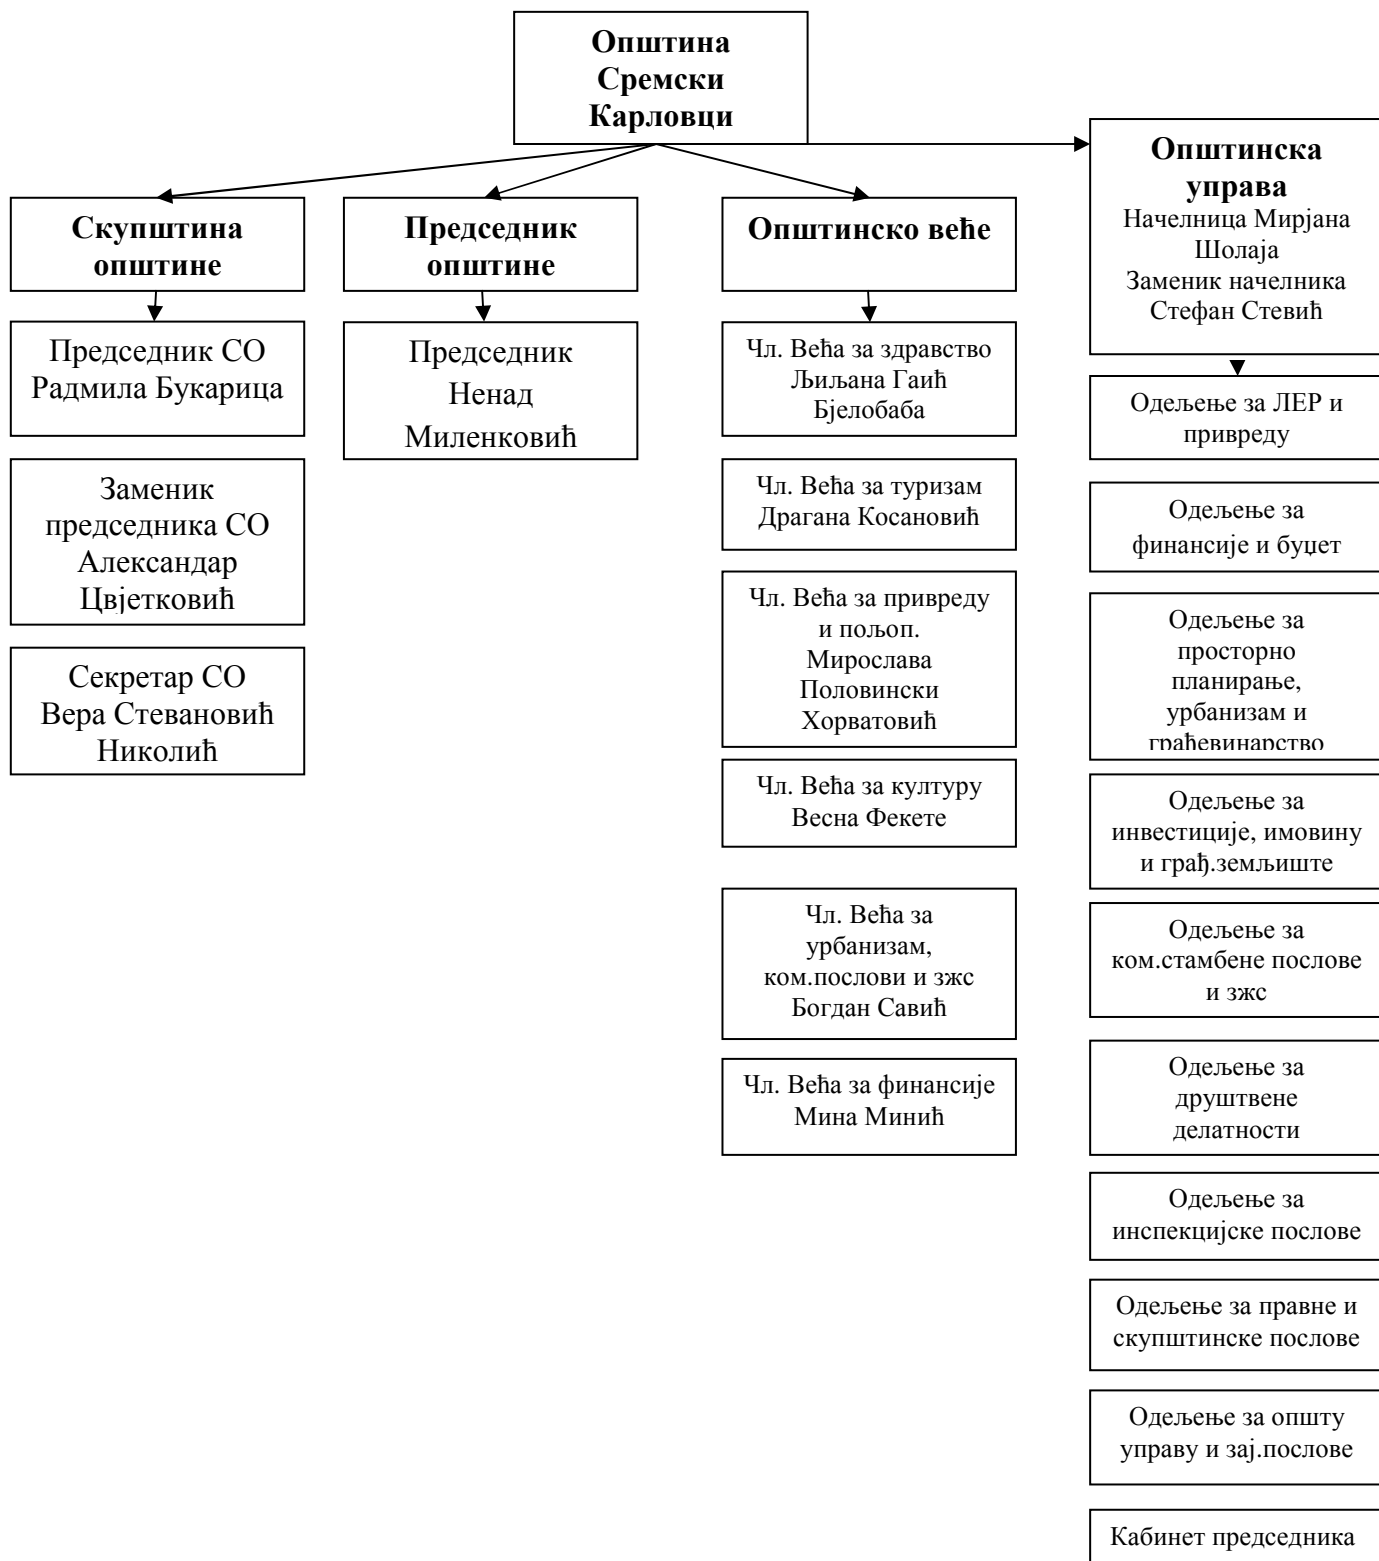 Општина
Сремски
Карловци
Скупштина
општине
Председник СО
Радмила Букарица
Заменик
председника СО
Александар
Цвјетковић
Секретар СО
Вера Стевановић
Николић
Председник
општине
Председник
Ненад
Миленковић
Општинско веће
Чл. Већа за здравство
Љиљана Гаић
Бјелобаба
Чл. Већа за туризам
Драгана Косановић
Чл. Већа за привреду
и пољоп.
Мирослава
Половински
Хорватовић
Чл. Већа за културу
Весна Фекете
Чл. Већа за
урбанизам,
ком.послови и зжс
Богдан Савић
Чл. Већа за финансије
Мина Минић
Општинска
управа
Начелница Мирјана
Шолаја
Заменик начелника
Стефан Стевић
Одељење за ЛЕР и
привреду
Одељење за
финансије и буџет
Одељење за
просторно
планирање,
урбанизам и
грађевинарство
Одељење за
инвестиције, имовину
и грађ.земљиште
Одељење за
ком.стамбене послове
и зжс
Одељење за
друштвене
делатности
Одељење за
инспекцијске послове
Одељење за правне и
скупштинске послове
Одељење за општу
управу и зај.послове
Кабинет председника